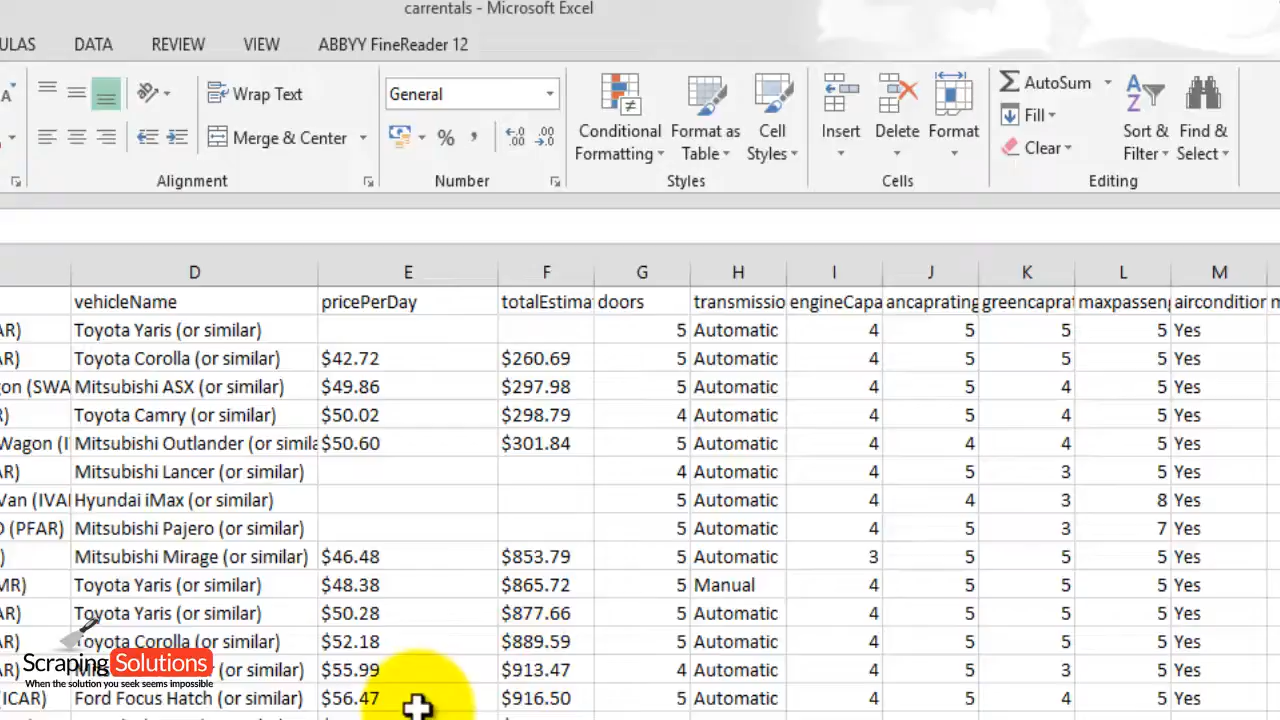 carrentals - Microsoft Excel
ULAS DATA REVIEW VIEW ABBYY FineReader 12
A Wrap Text General Conditional Formatting Format as Table Cell Styles Insert Delete Format AutoSum Fill Clear Sort & Filter Find & Select
Merge & Center % , .00 .0
Alignment Number Styles Cells Editing
D E F G H I J K L M
vehicleName pricePerDay totalEstima doors transmissio engineCapa ancaprating greencaprat maxpasseng aircondition
AR) Toyota Yaris (or similar) 5 Automatic 4 5 5 5 Yes
AR) Toyota Corolla (or similar) $42.72 $260.69 5 Automatic 4 5 5 5 Yes
gon (SWA Mitsubishi ASX (or similar) $49.86 $297.98 5 Automatic 4 5 4 5 Yes
R) Toyota Camry (or similar) $50.02 $298.79 4 Automatic 4 5 4 5 Yes
Wagon (I Mitsubishi Outlander (or simila $50.60 $301.84 5 Automatic 4 4 4 5 Yes
AR) Mitsubishi Lancer (or similar) 4 Automatic 4 5 3 5 Yes
Van (IVA Hyundai iMax (or similar) 5 Automatic 4 4 3 8 Yes
D (PFAR) Mitsubishi Pajero (or similar) 5 Automatic 4 5 3 7 Yes
) Mitsubishi Mirage (or similar) $46.48 $853.79 5 Automatic 3 5 5 5 Yes
MR) Toyota Yaris (or similar) $48.38 $865.72 5 Manual 4 5 5 5 Yes
AR) Toyota Yaris (or similar) $50.28 $877.66 5 Automatic 4 5 5 5 Yes
AR) Toyota Corolla (or similar) $52.18 $889.59 5 Automatic 4 5 5 5 Yes
AR) (or similar) $55.99 $913.47 4 Automatic 4 5 3 5 Yes
(ICAR) Ford Focus Hatch (or similar) $56.47 $916.50 5 Automatic 4 5 4 5 Yes
Scraping Solutions
When the solution you seek seems impossible